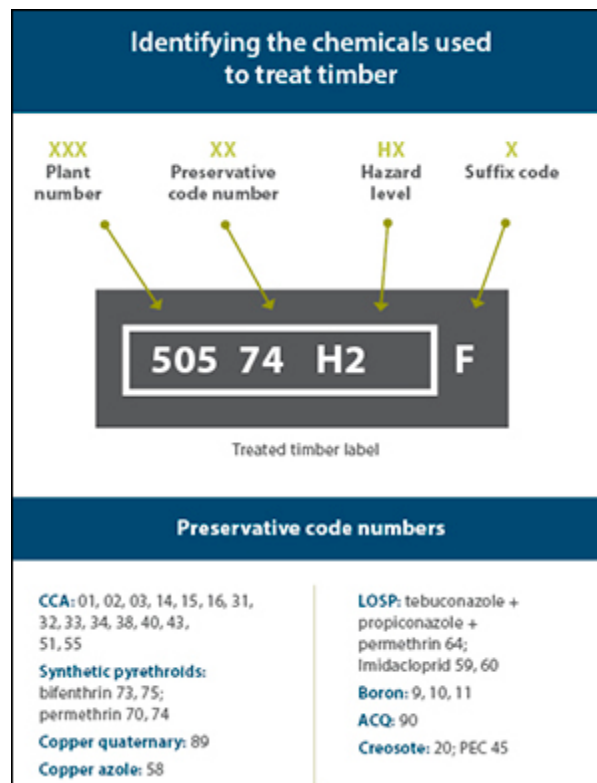 Identifying the chemicals used
to treat timber
XXX
Plant
number
XX
Preservative
code number
HX
Hazard
level
X
Suffix code
505 74 H2 F
Treated timber label
Preservative code numbers
CCA: 01, 02, 03, 14, 15, 16, 31,
32, 33, 34, 38, 40, 43,
51, 55
Synthetic pyrethroids:
bifenthrin 73, 75;
permethrin 70, 74
Copper quaternary: 89
Copper azole: 58
LOSP: tebuconazole +
propiconazole +
permethrin 64;
Imidacloprid 59, 60
Boron: 9, 10, 11
ACQ: 90
Creosote: 20; PEC 45